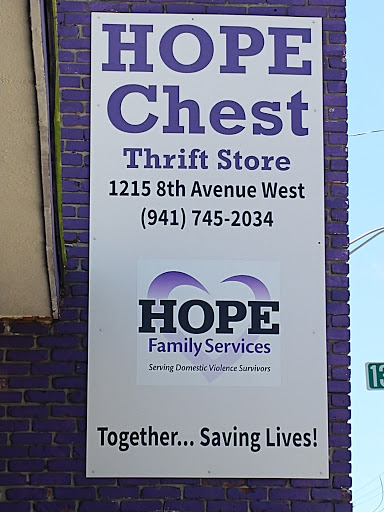 HOPE
Chest
Thrift Store
1215 8th Avenue West
(941) 745-2034
HOPE
Family Services
Serving Domestic Violence Survivors
Together... Saving Lives!
13